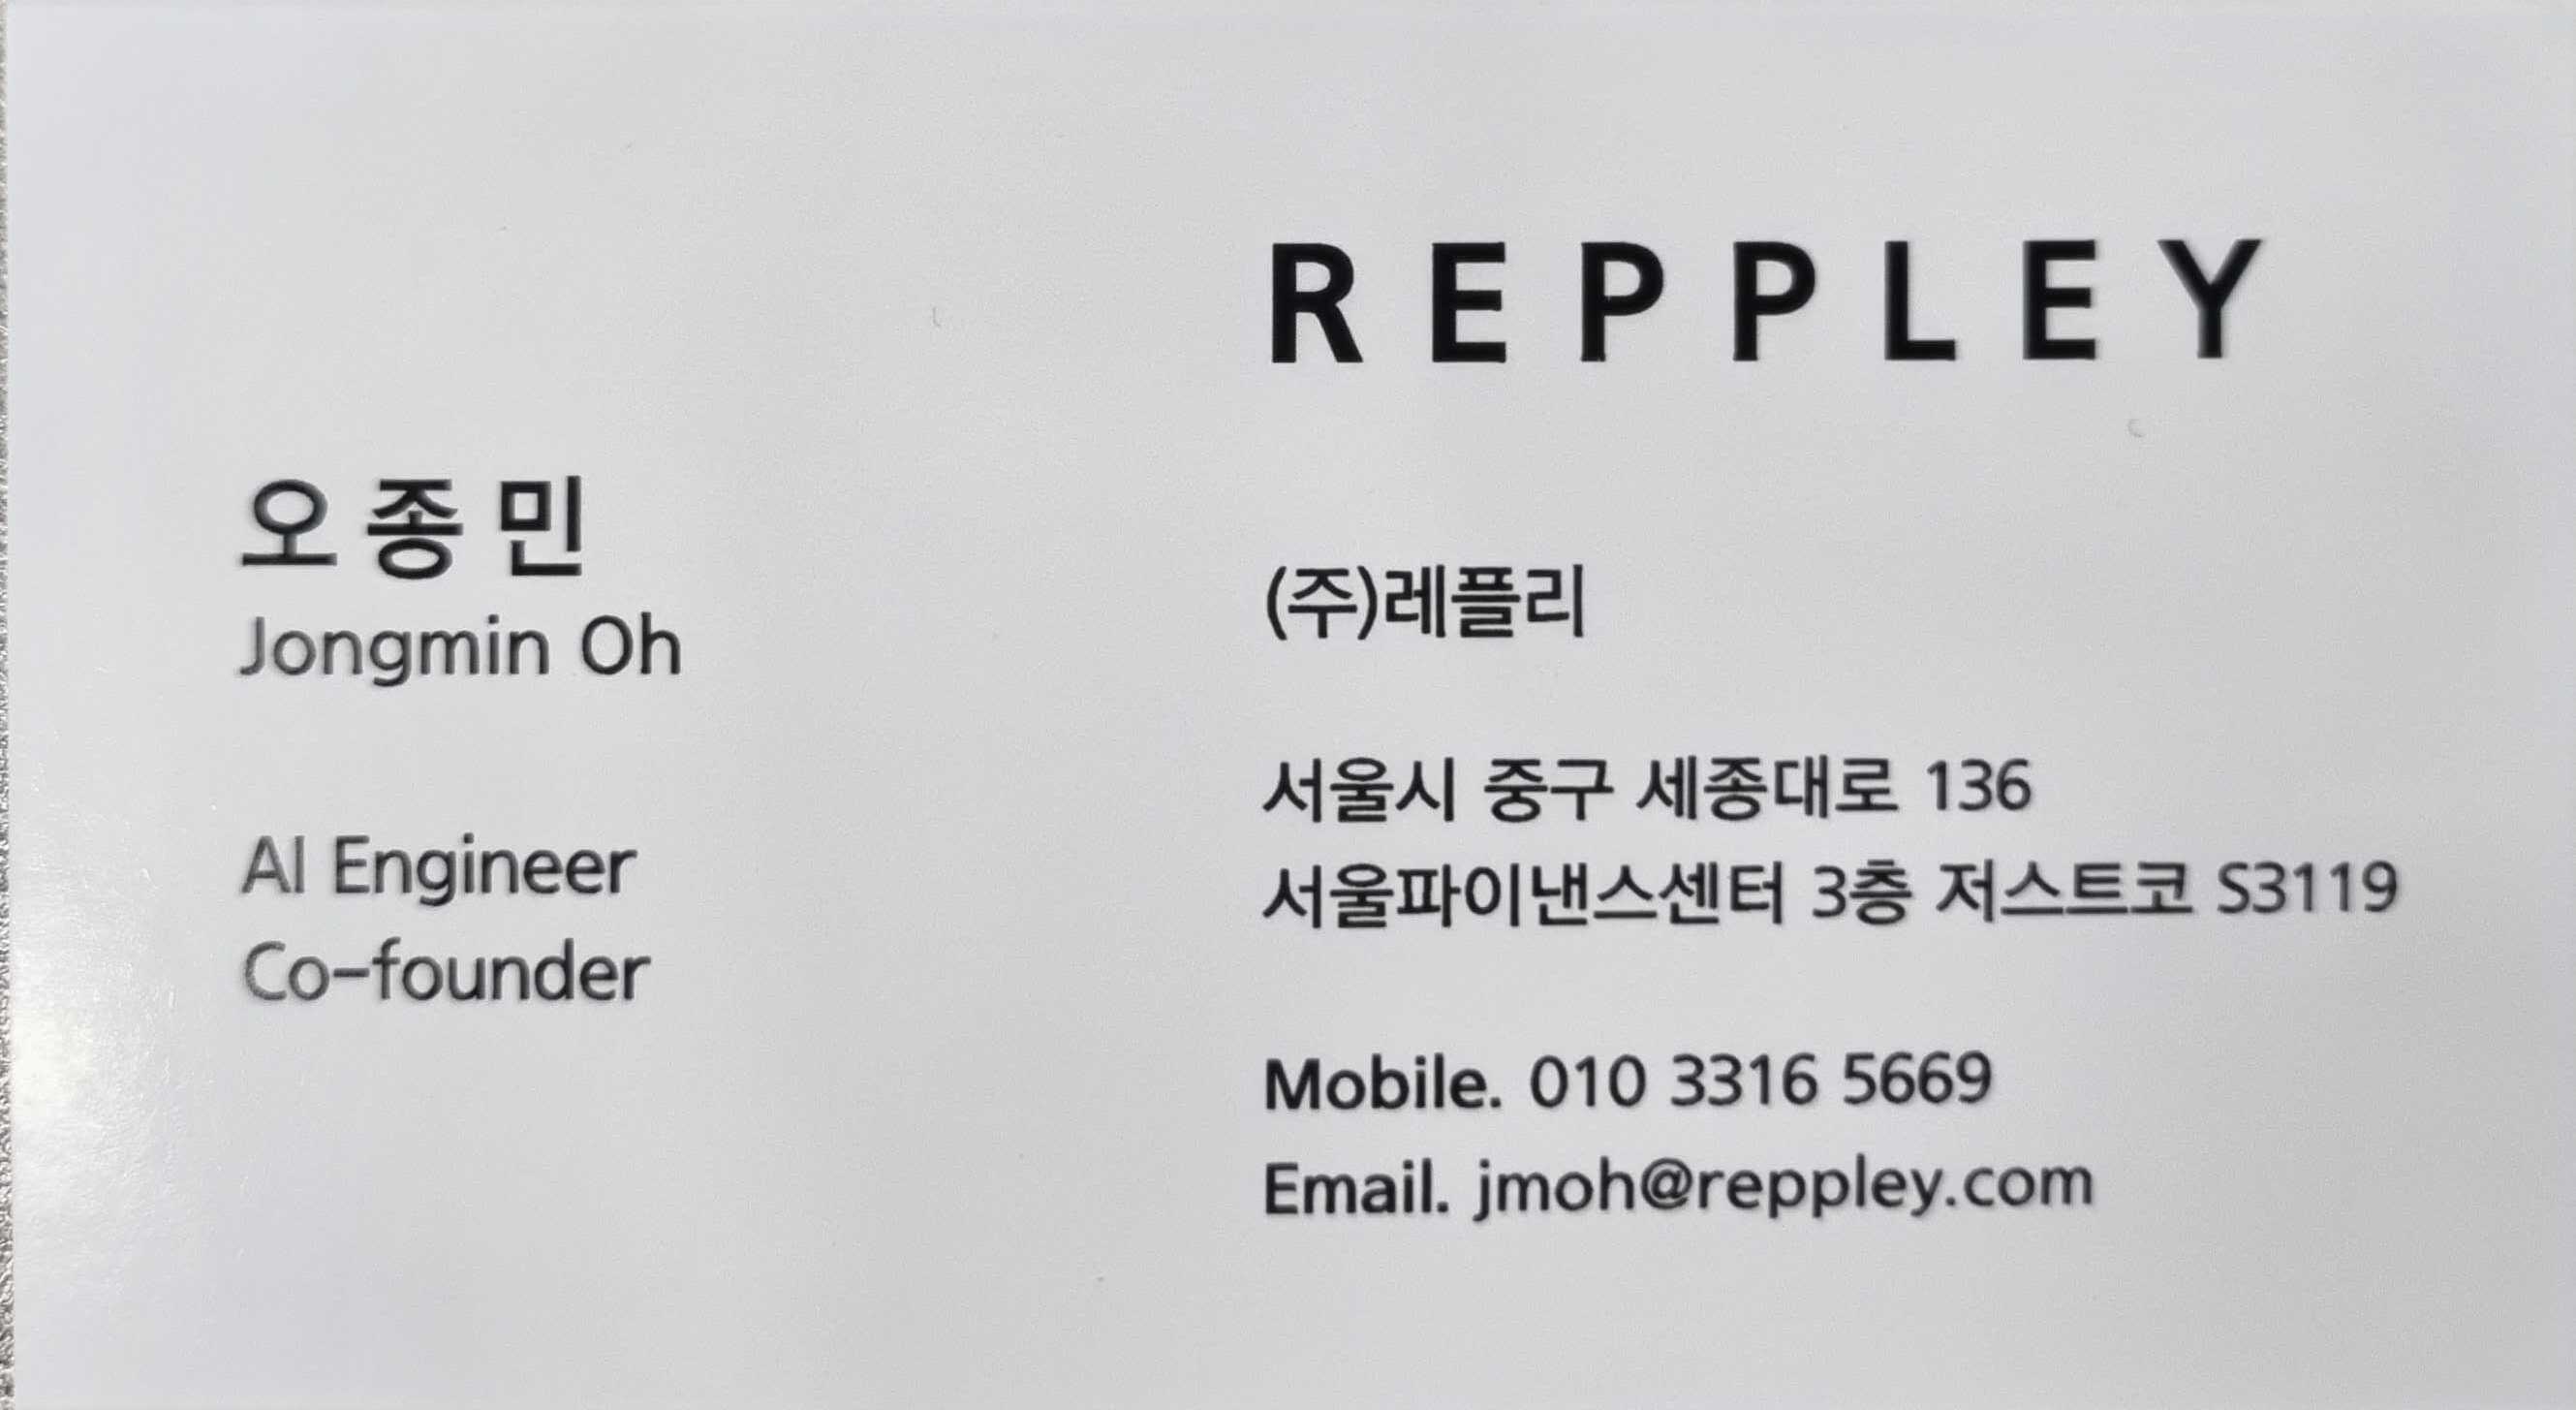 REPPLEY
오종민
Jongmin Oh
AI Engineer
Co-founder
(주)레플리
서울시 중구 세종대로 136
서울파이낸스센터 3층 저스트코 S3119
Mobile. 010 3316 5669
Email. jmoh@reppley.com